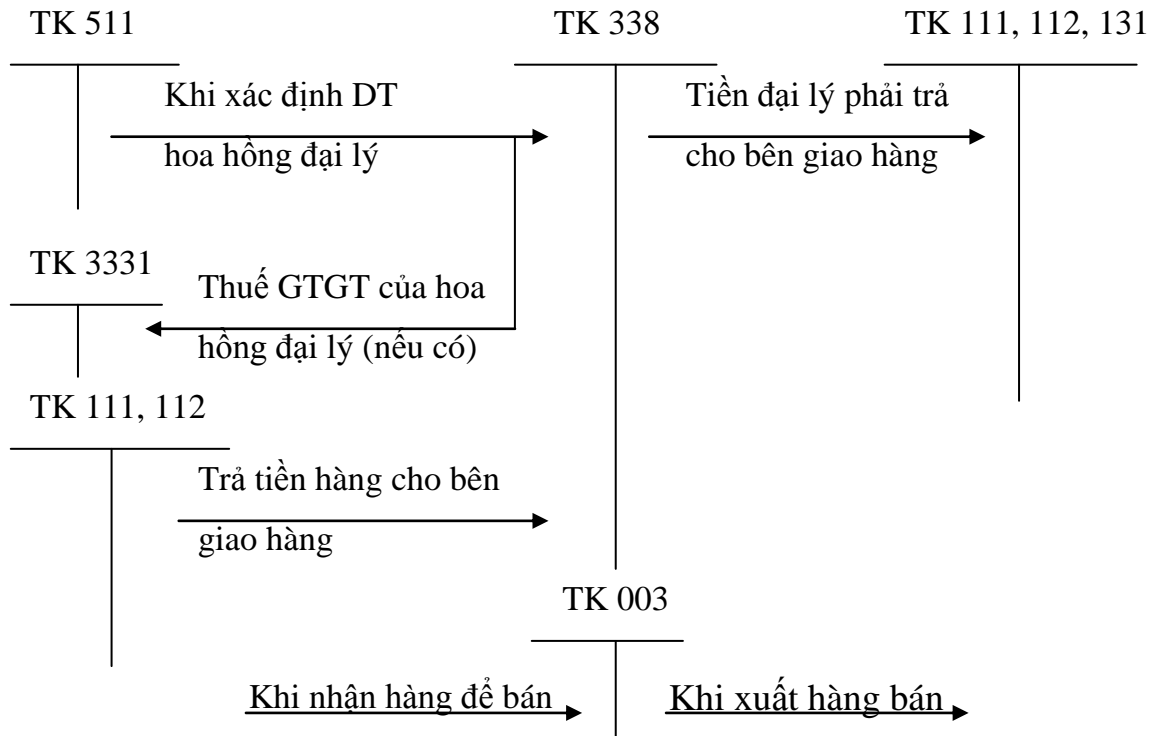 TK 511
TK 338
TK 111, 112, 131
Khi xác định DT
hoa hồng đại lý
Tiền đại lý phải trả
cho bên giao hàng
TK 3331
Thuế GTGT của hoa
hồng đại lý (nếu có)
TK 111, 112
Trả tiền hàng cho bên
giao hàng
TK 003
Khi nhận hàng để bán
Khi xuất hàng bán